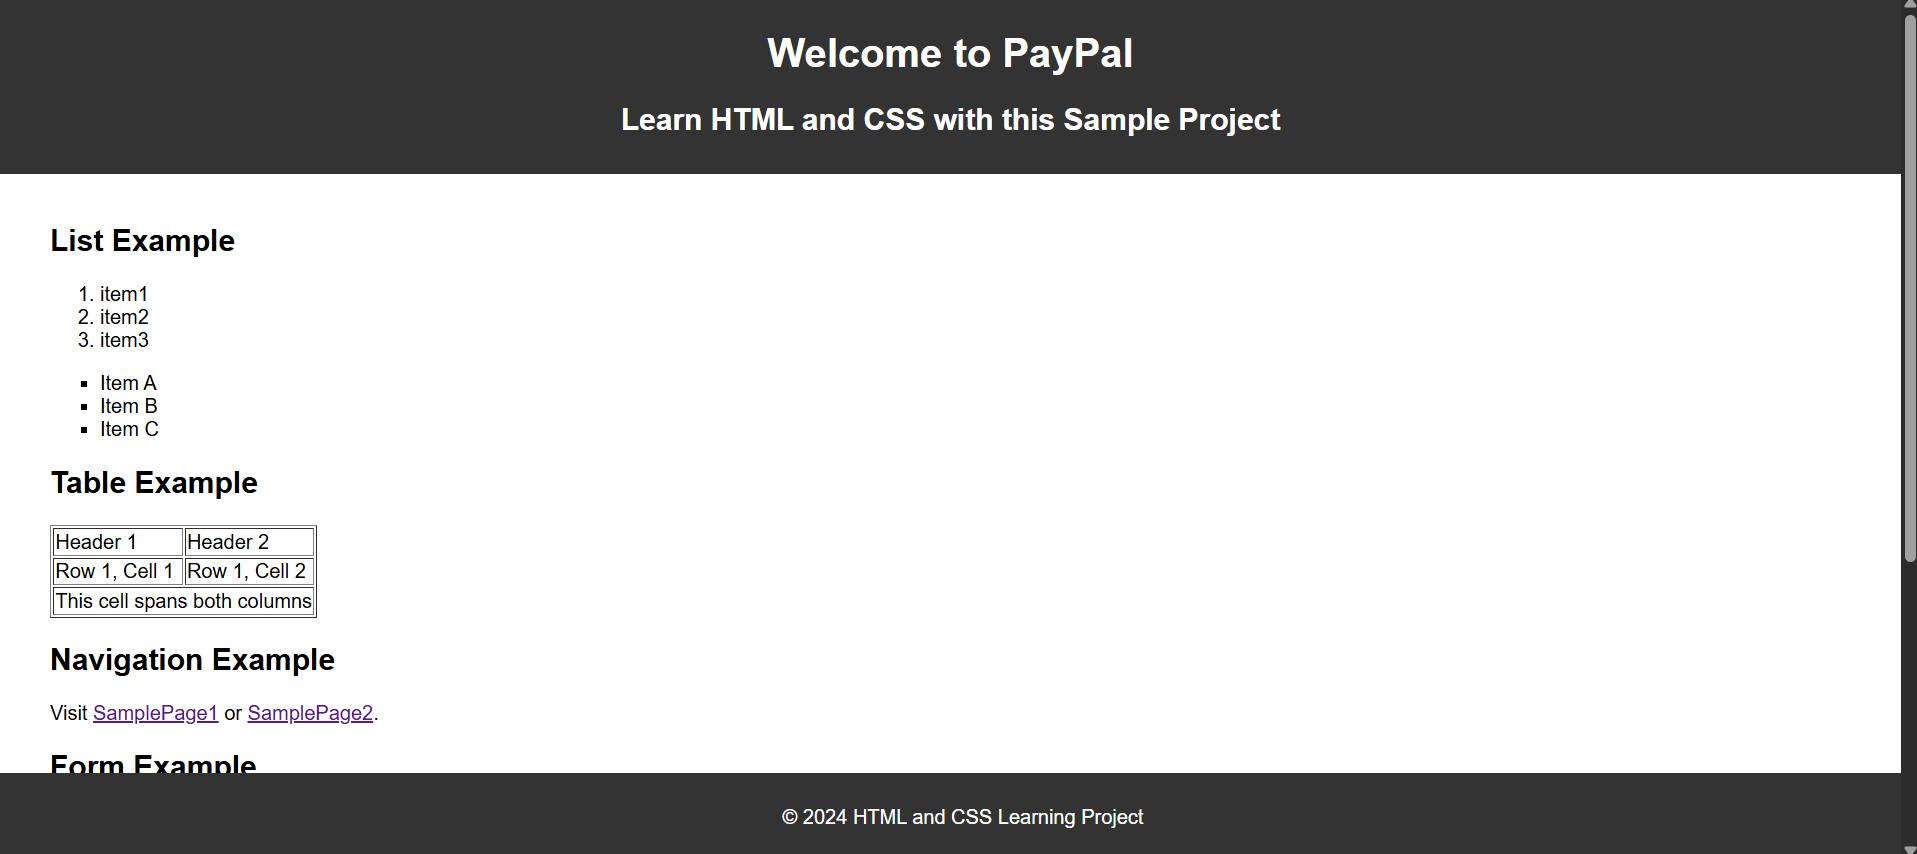 Welcome to PayPal
Learn HTML and CSS with this Sample Project
List Example
1. item1
2. item2
3. item3
▪ Item A
▪ Item B
▪ Item C
Table Example
Header 1 Header 2
Row 1, Cell 1 Row 1, Cell 2
This cell spans both columns
Navigation Example
Visit SamplePage1 or SamplePage2.
Form Example
© 2024 HTML and CSS Learning Project